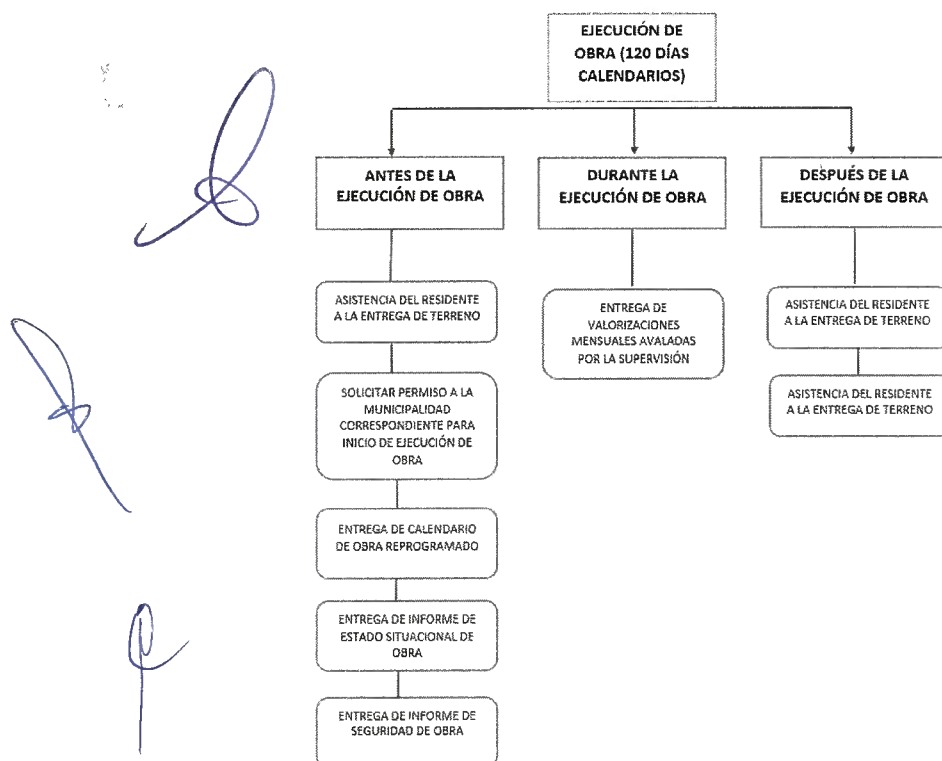 EJECUCIÓN DE
OBRA (120 DÍAS
CALENDARIOS)
ANTES DE LA
EJECUCIÓN DE OBRA
ASISTENCIA DEL RESIDENTE
A LA ENTREGA DE TERRENO
SOLICITAR PERMISO A LA
MUNICIPALIDAD
CORRESPONDIENTE PARA
INICIO DE EJECUCIÓN DE
OBRA
ENTREGA DE CALENDARIO
DE OBRA REPROGRAMADO
ENTREGA DE INFORME DE
ESTADO SITUACIONAL DE
OBRA
ENTREGA DE INFORME DE
SEGURIDAD DE OBRA
DURANTE LA
EJECUCIÓN DE OBRA
ENTREGA DE
VALORIZACIONES
MENSUALES AVALADAS
POR LA SUPERVISIÓN
DESPUÉS DE LA
EJECUCIÓN DE OBRA
ASISTENCIA DEL RESIDENTE
A LA ENTREGA DE TERRENO
ASISTENCIA DEL RESIDENTE
A LA ENTREGA DE TERRENO